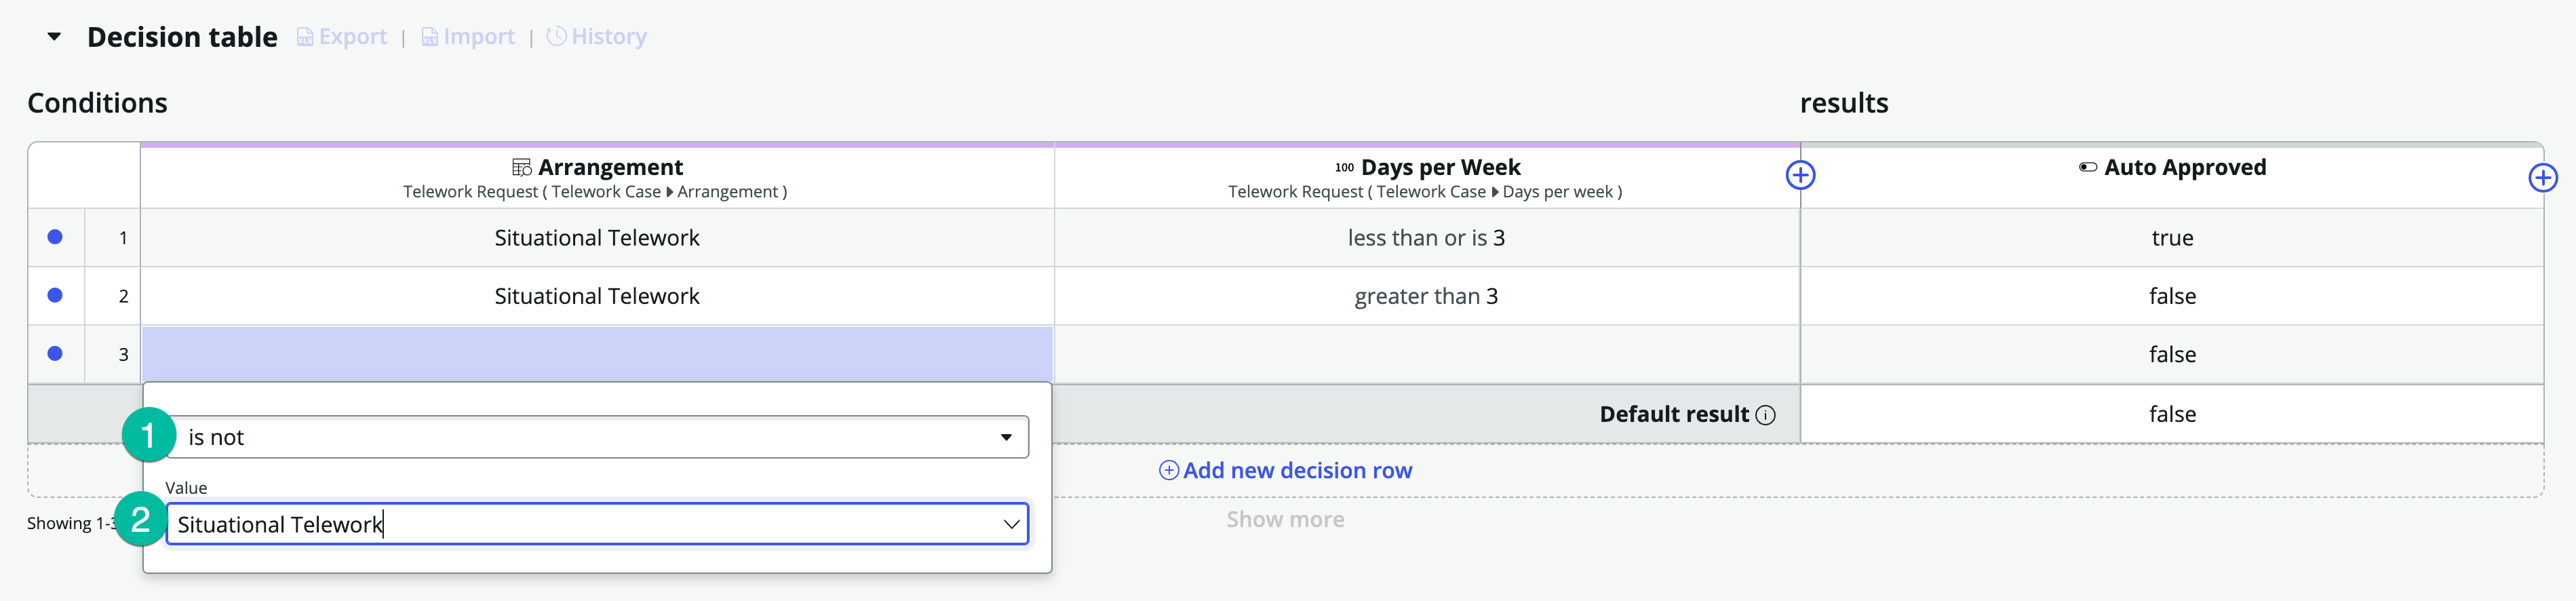 Decision table Export | Import | History
Conditions results
Arrangement 100 Days per Week Auto Approved
Telework Request ( Telework Case Arrangement ) Telework Request ( Telework Case Days per week )
1 Situational Telework less than or is 3 true
2 Situational Telework greater than 3 false
3 false
Default result false
1 is not
Add new decision row
Value
2 Situational Telework
Showing 1-3
Show more